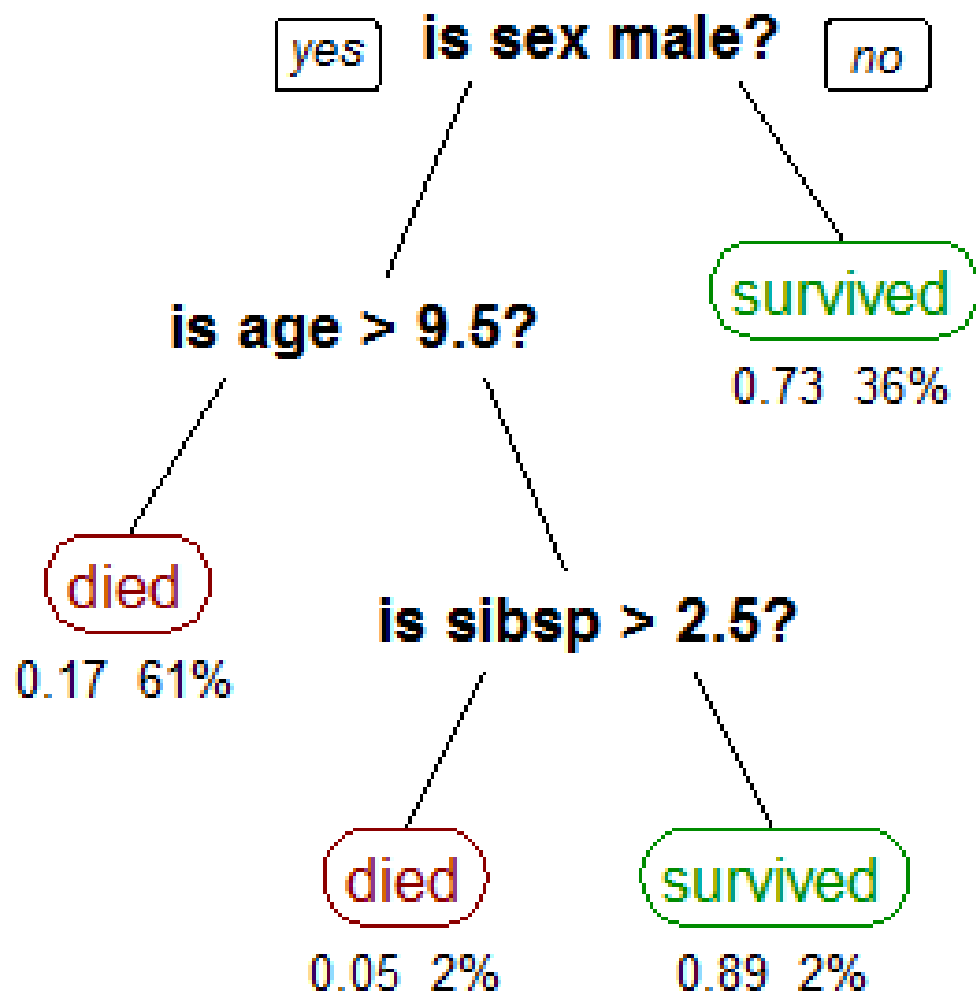 yes is sex male? no
is age > 9.5?
survived
0.73 36%
died
0.17 61%
is sibsp > 2.5?
died
0.05 2%
survived
0.89 2%